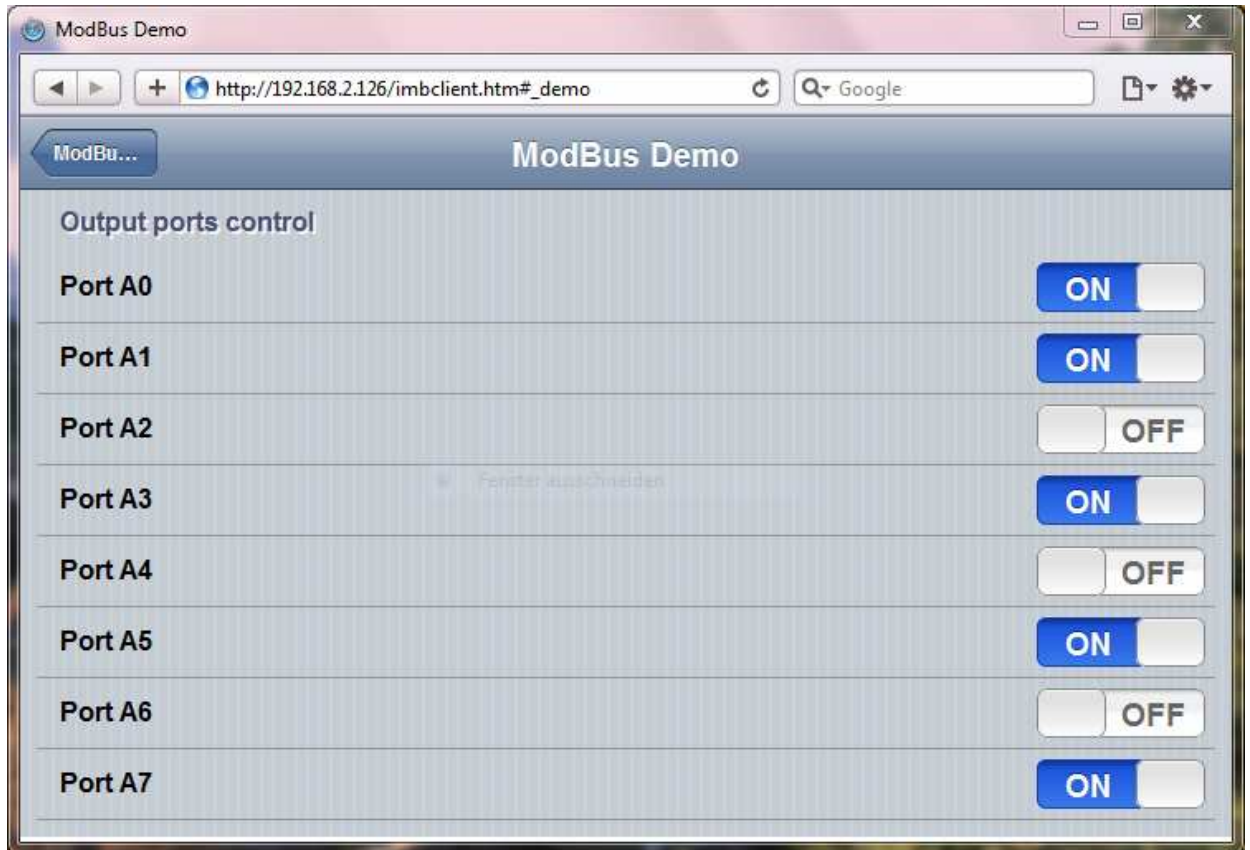 ModBus Demo
http://192.168.2.126/imbclient.htm#_demo
Google
ModBu...
ModBus Demo
Output ports control
Port A0 ON
Port A1 ON
Port A2 OFF
Fenster ausschneiden
Port A3 ON
Port A4 OFF
Port A5 ON
Port A6 OFF
Port A7 ON